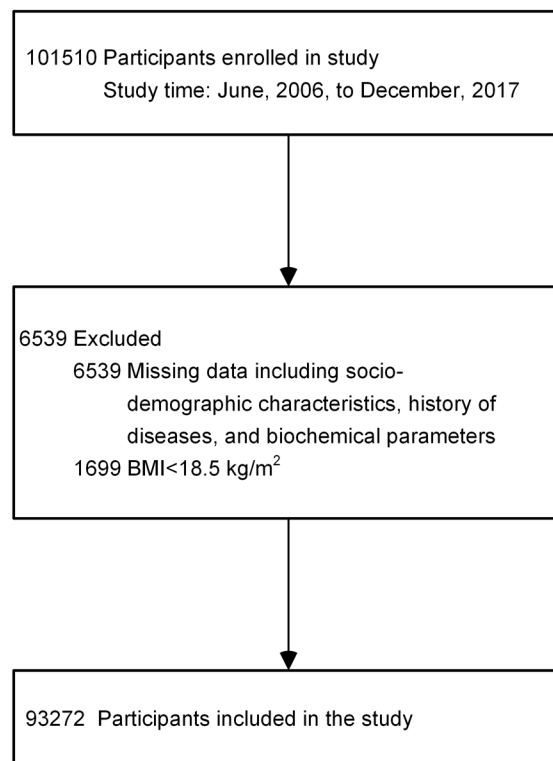 101510 Participants enrolled in study
Study time: June, 2006, to December, 2017
6539 Excluded
6539 Missing data including socio-
demographic characteristics, history of
diseases, and biochemical parameters
1699 BMI<18.5 kg/m²
93272 Participants included in the study